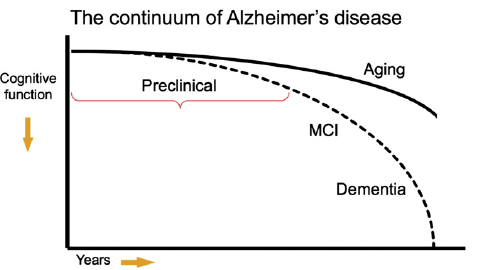 The continuum of Alzheimer's disease
Cognitive
function
Aging
Preclinical
MCI
Dementia
Years